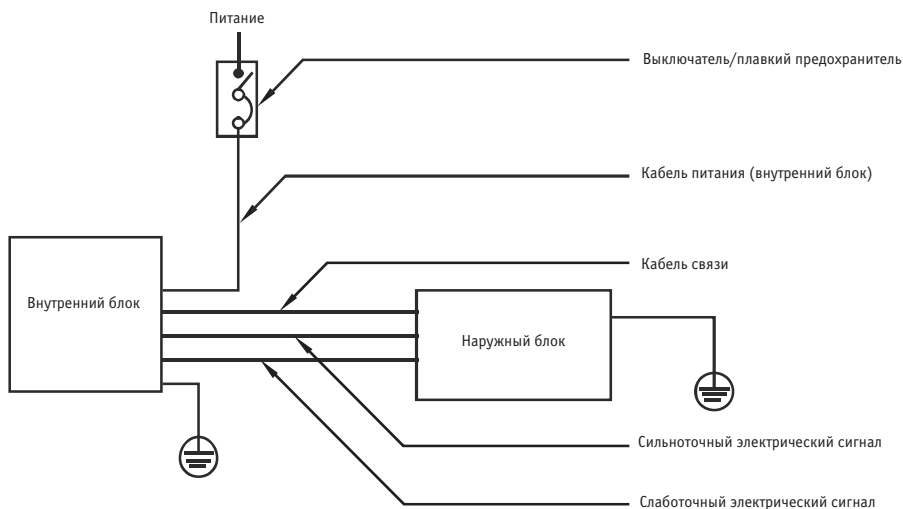 Питание
Выключатель/плавкий предохранитель
Кабель питания (внутренний блок)
Кабель связи
Внутренний блок
Наружный блок
Сильноточный электрический сигнал
Слаботочный электрический сигнал